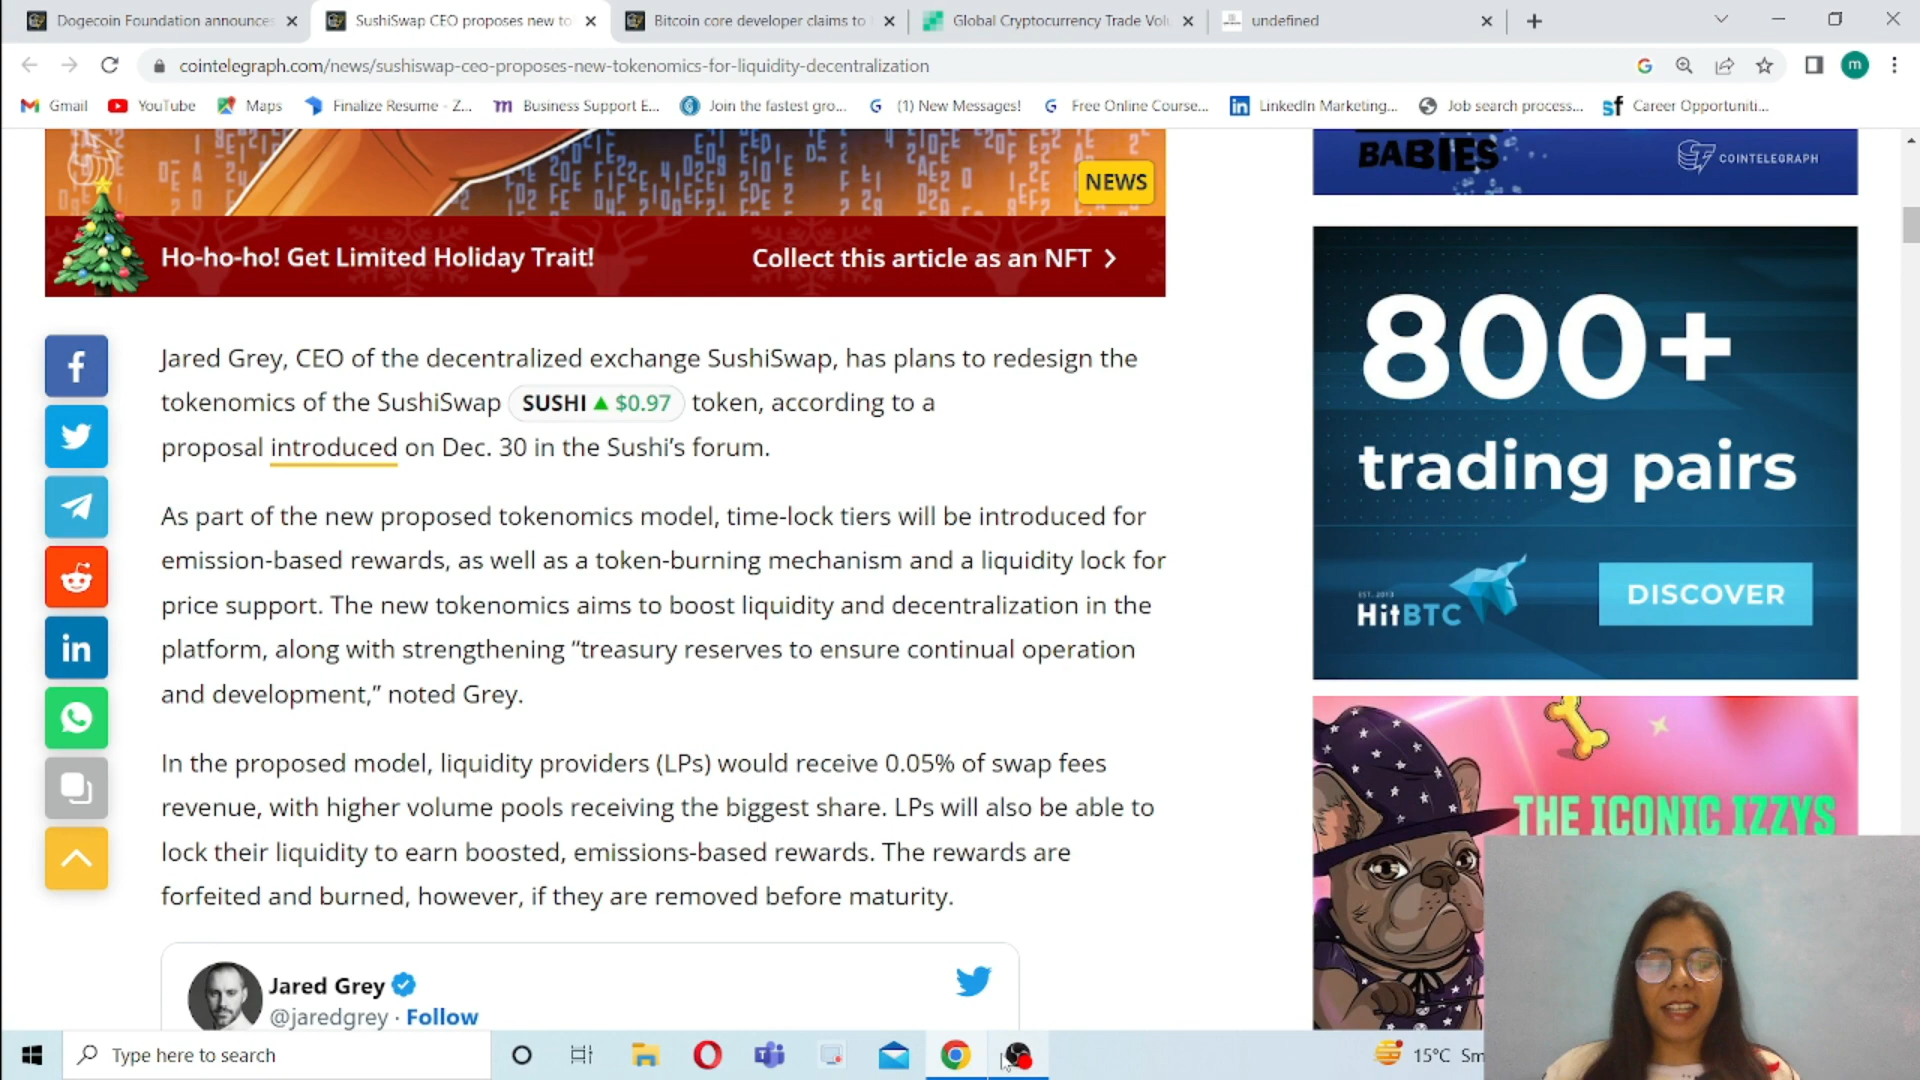 Dogecoin Foundation announces
SushiSwap CEO proposes new to
Bitcoin core developer claims to
Global Cryptocurrency Trade Vol
undefined
cointelegraph.com/news/sushiswap-ceo-proposes-new-tokenomics-for-liquidity-decentralization
m
Gmail
YouTube
Maps
Finalize Resume - Z...
Business Support E...
Join the fastest gro...
(1) New Messages!
Free Online Course...
LinkedIn Marketing...
Job search process...
Career Opportuniti...
BABIES
COINTELEGRAPH
NEWS
Ho-ho-ho! Get Limited Holiday Trait!
Collect this article as an NFT
Jared Grey, CEO of the decentralized exchange SushiSwap, has plans to redesign the
tokenomics of the SushiSwap SUSHI ▲ $0.97 token, according to a
proposal introduced on Dec. 30 in the Sushi’s forum.
As part of the new proposed tokenomics model, time-lock tiers will be introduced for
emission-based rewards, as well as a token-burning mechanism and a liquidity lock for
price support. The new tokenomics aims to boost liquidity and decentralization in the
platform, along with strengthening “treasury reserves to ensure continual operation
and development,” noted Grey.
In the proposed model, liquidity providers (LPs) would receive 0.05% of swap fees
revenue, with higher volume pools receiving the biggest share. LPs will also be able to
lock their liquidity to earn boosted, emissions-based rewards. The rewards are
forfeited and burned, however, if they are removed before maturity.
Jared Grey
@jaredgrey · Follow
800+
trading pairs
EST. 2013
HitBTC
DISCOVER
THE ICONIC IZZYS
Type here to search
15°C Sm